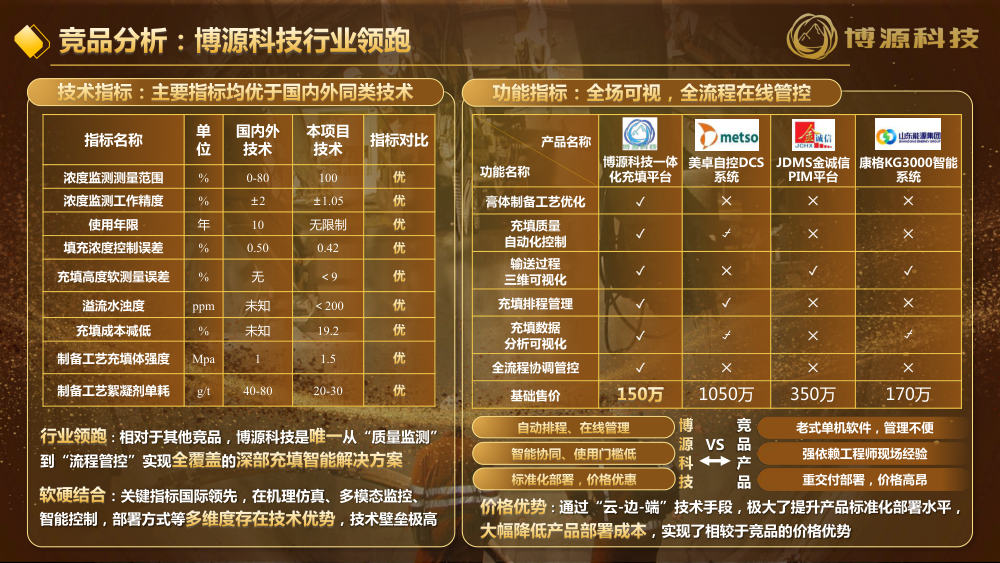 竞品分析：博源科技行业领跑
博源科技
技术指标：主要指标均优于国内外同类技术
指标名称 单位 国内外技术 本项目技术 指标对比
浓度监测测量范围 % 0-80 100 优
浓度监测工作精度 % ±2 ±1.05 优
使用年限 年 10 无限制 优
填充浓度控制误差 % 0.50 0.42 优
充填高度软测量误差 % 无 ＜9 优
溢流水浊度 ppm 未知 ＜200 优
充填成本减低 % 未知 19.2 优
制备工艺充填体强度 Mpa 1 1.5 优
制备工艺絮凝剂单耗 g/t 40-80 20-30 优
行业领跑：相对于其他竞品，博源科技是唯一从“质量监测”
到“流程管控”实现全覆盖的深部充填智能解决方案
软硬结合：关键指标国际领先，在机理仿真、多模态监控、
智能控制，部署方式等多维度存在技术优势，技术壁垒极高
功能指标：全场可视，全流程在线管控
产品名称
功能名称
metso
金诚信
JCHX
山东能源集团
博源科技一体化充填平台 美卓自控DCS系统 JDMS金诚信PIM平台 康格KG3000智能系统
膏体制备工艺优化 ✓ × × ×
充填质量
自动化控制 ✓ ✓ × ×
输送过程
三维可视化 ✓ × ✓ ✓
充填排程管理 ✓ ✓ × ×
充填数据
分析可视化 ✓ ✓ × ✓
全流程协调管控 ✓ × × ×
基础售价 150万 1050万 350万 170万
自动排程、在线管理
智能协同、使用门槛低
标准化部署，价格优惠
博源科技
VS
竞品产品
老式单机软件，管理不便
强依赖工程师现场经验
重交付部署，价格高昂
价格优势：通过“云-边-端”技术手段，极大了提升产品标准化部署水平，
大幅降低产品部署成本，实现了相较于竞品的价格优势